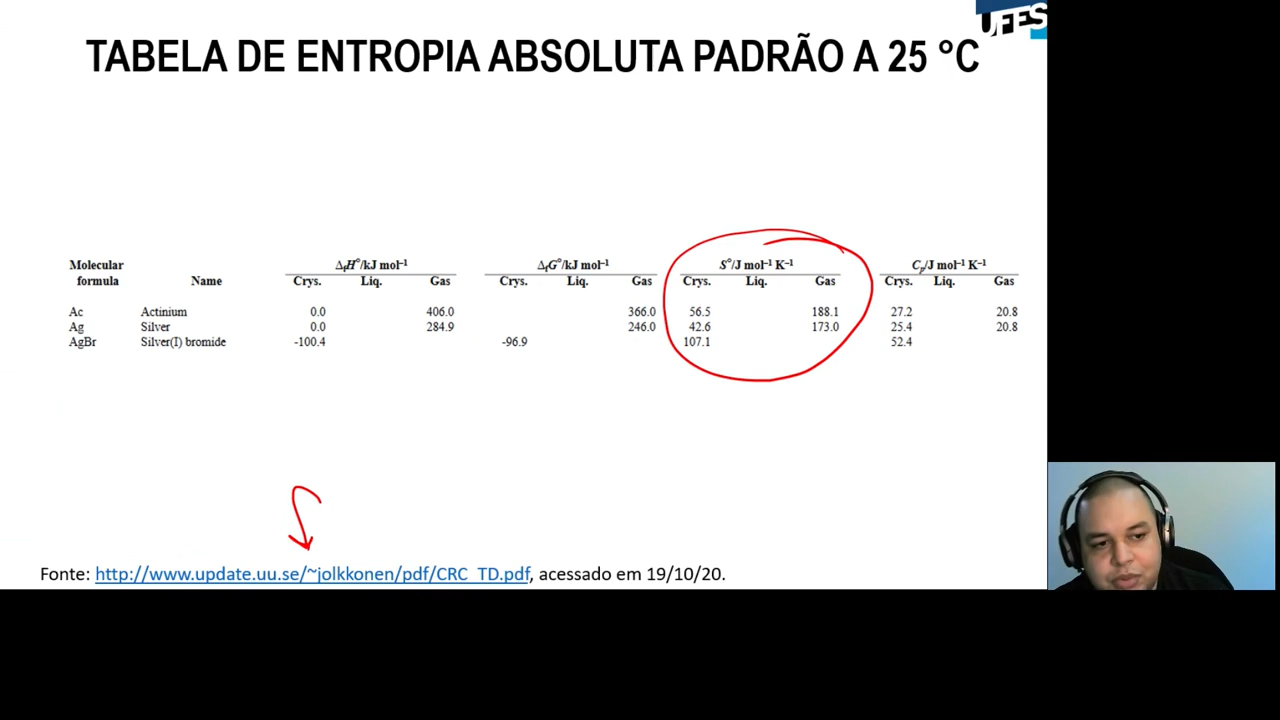 UFES
TABELA DE ENTROPIA ABSOLUTA PADRÃO A 25 °C
Molecular formula Name ΔfH°/kJ mol⁻¹ ΔfG°/kJ mol⁻¹ S°/J mol⁻¹ K⁻¹ Cp/J mol⁻¹ K⁻¹
Crys. Liq. Gas Crys. Liq. Gas Crys. Liq. Gas Crys. Liq. Gas
Ac Actinium 0.0 406.0 366.0 56.5 188.1 27.2 20.8
Ag Silver 0.0 284.9 246.0 42.6 173.0 25.4 20.8
AgBr Silver(I) bromide -100.4 -96.9 107.1 52.4
Fonte: http://www.update.uu.se/~jolkkonen/pdf/CRC_TD.pdf, acessado em 19/10/20.